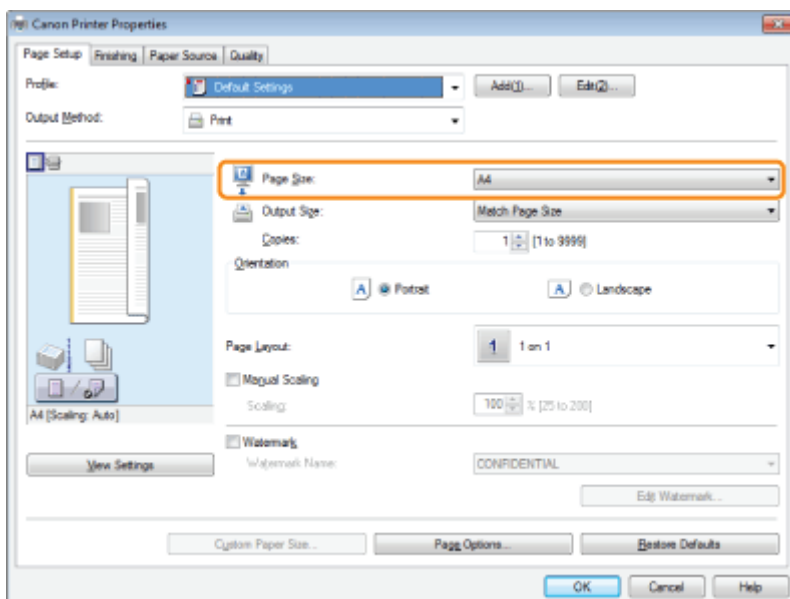 Canon Printer Properties
Page Setup Finishing Paper Source Quality
Profile: Default Settings Add(1)... Edit(2)...
Output Method: Print
Page Size: A4
Output Size: Match Page Size
Copies: 1 [1 to 9999]
Orientation
A Portrait A Landscape
Page Layout: 1 1 on 1
Manual Scaling
Scaling: 100 % [25 to 200]
A4 [Scaling: Auto]
Watermark
View Settings Watermark Name: CONFIDENTIAL
Edit Watermark...
Custom Paper Size... Page Options... Restore Defaults
OK Cancel Help